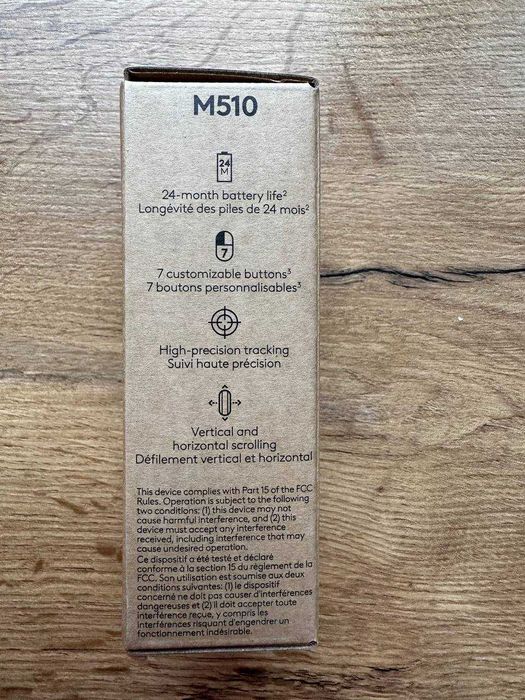 M510
24
M
24-month battery life²
Longévité des piles de 24 mois²
7
7 customizable buttons³
7 boutons personnalisables³
High-precision tracking
Suivi haute précision
Vertical and
horizontal scrolling
Défilement vertical et horizontal
This device complies with Part 15 of the FCC
Rules. Operation is subject to the following
two conditions: (1) this device may not
cause harmful interference, and (2) this
device must accept any interference
received, including interference that may
cause undesired operation.
Ce dispositif a été testé et déclaré
conforme à la section 15 du règlement de la
FCC. Son utilisation est soumise aux deux
conditions suivantes: (1) le dispositif
concerné ne doit pas causer d'interférences
dangereuses et (2) il doit accepter toute
interférence reçue, y compris les
interférences risquant d'engendrer un
fonctionnement indésirable.